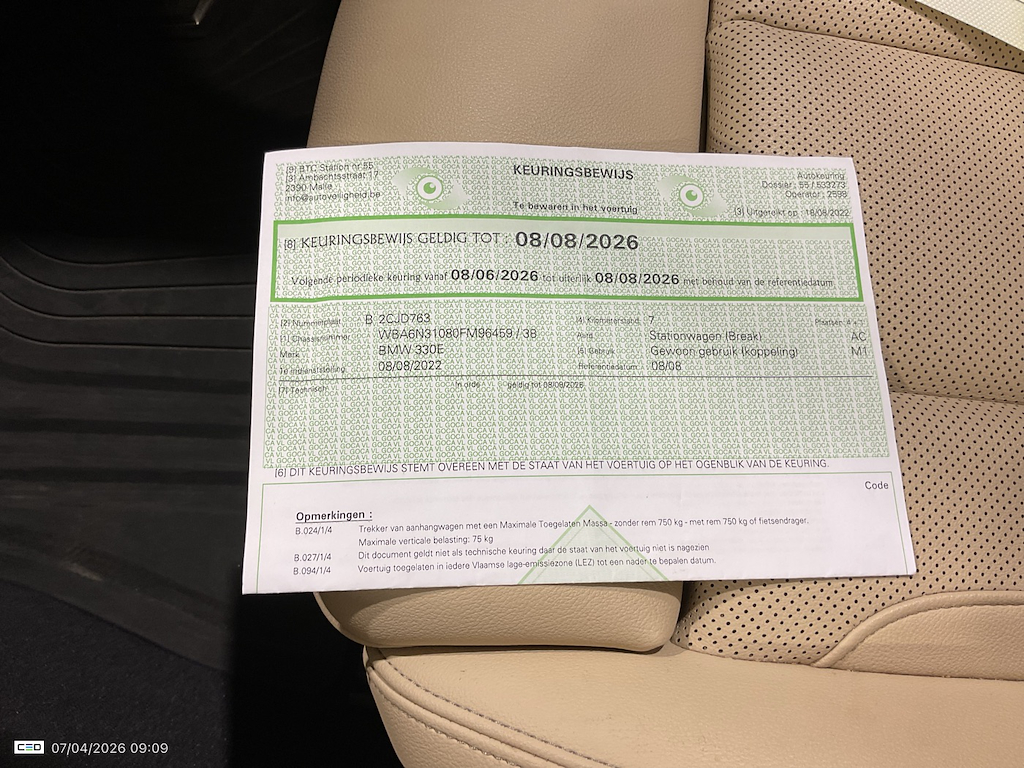 [9] BTC Station nr 55
[3] Ambachtsstraat 17
2390 Malle
info@autoveiligheid.be
KEURINGSBEWIJS
Te bewaren in het voertuig
Autokeuring
Dossier : 55 / 533273
Operator : 2598
[3] Uitgereikt op : 18/08/2022
[8] KEURINGSBEWIJS GELDIG TOT : 08/08/2026
Volgende periodieke keuring vanaf 08/06/2026 tot uiterlijk 08/08/2026 met behoud van de referentiedatum
[2] Nummerplaat B 2CJD763
[4] Kilometerstand: 7
[1] Chassisnummer WBA6N31080FM96459 / 38
Aard Stationwagen (Break) AC
Merk BMW 330E
[5] Gebruik Gewoon gebruik (koppeling) M1
1e indienststelling 08/08/2022
Referentiedatum: 08/08
[7] Technisch In orde geldig tot 08/08/2026
[6] DIT KEURINGSBEWIJS STEMT OVEREEN MET DE STAAT VAN HET VOERTUIG OP HET OGENBLIK VAN DE KEURING.
Code
Opmerkingen :
B.024/1/4 Trekker van aanhangwagen met een Maximale Toegelaten Massa - zonder rem 750 kg - met rem 750 kg of fietsendrager.
Maximale verticale belasting: 75 kg
B.027/1/4 Dit document geldt niet als technische keuring daar de staat van het voertuig niet is nagezien
B.094/1/4 Voertuig toegelaten in iedere Vlaamse lage-emissiezone (LEZ) tot een nader te bepalen datum.
CEO 07/04/2026 09:09